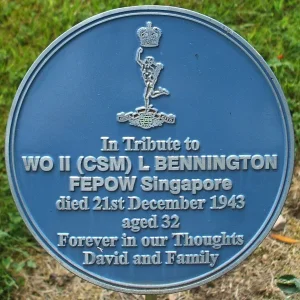 In Tribute to
WO II (CSM) L BENNINGTON
FEPOW Singapore
died 21st December 1943
aged 32
Forever in our Thoughts
David and Family